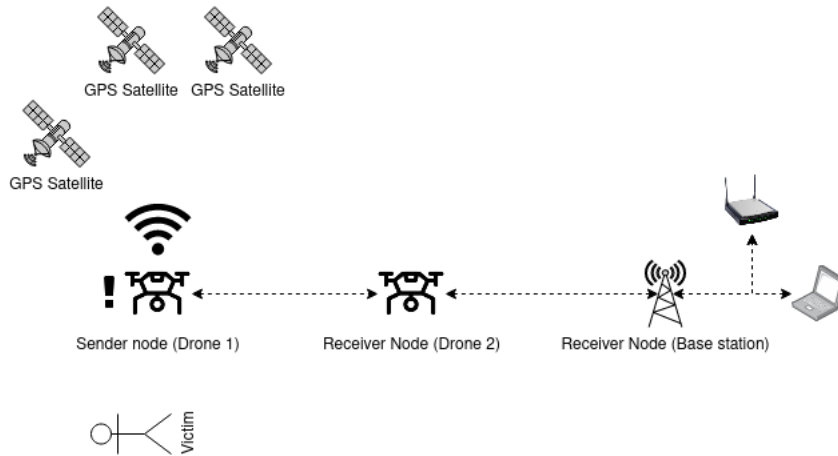 GPS Satellite
GPS Satellite
GPS Satellite
!
Sender node (Drone 1)
Receiver Node (Drone 2)
Receiver Node (Base station)
Victim